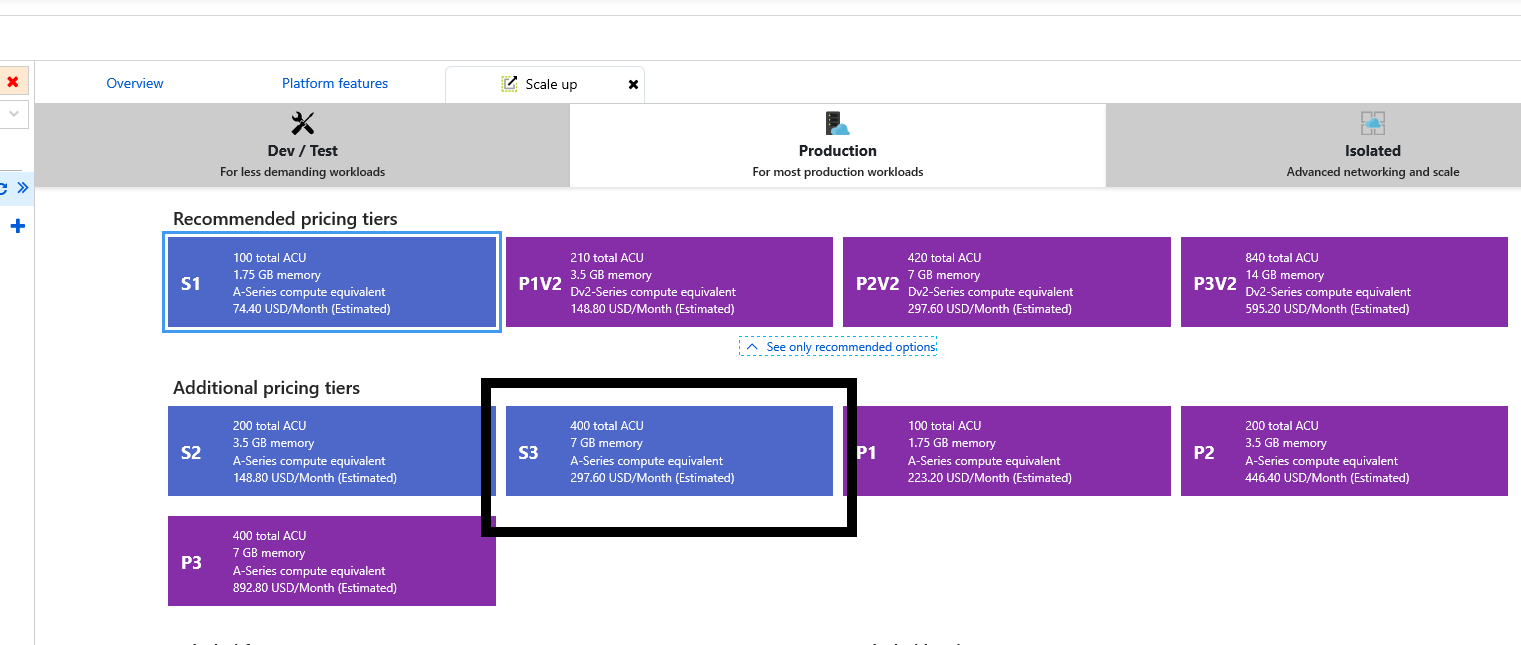 Overview
Platform features
Scale up
Dev / Test
For less demanding workloads
Production
For most production workloads
Isolated
Advanced networking and scale
Recommended pricing tiers
S1
100 total ACU
1.75 GB memory
A-Series compute equivalent
74.40 USD/Month (Estimated)
P1V2
210 total ACU
3.5 GB memory
Dv2-Series compute equivalent
148.80 USD/Month (Estimated)
P2V2
420 total ACU
7 GB memory
Dv2-Series compute equivalent
297.60 USD/Month (Estimated)
P3V2
840 total ACU
14 GB memory
Dv2-Series compute equivalent
595.20 USD/Month (Estimated)
See only recommended options
Additional pricing tiers
S2
200 total ACU
3.5 GB memory
A-Series compute equivalent
148.80 USD/Month (Estimated)
S3
400 total ACU
7 GB memory
A-Series compute equivalent
297.60 USD/Month (Estimated)
P1
100 total ACU
1.75 GB memory
A-Series compute equivalent
223.20 USD/Month (Estimated)
P2
200 total ACU
3.5 GB memory
A-Series compute equivalent
446.40 USD/Month (Estimated)
P3
400 total ACU
7 GB memory
A-Series compute equivalent
892.80 USD/Month (Estimated)